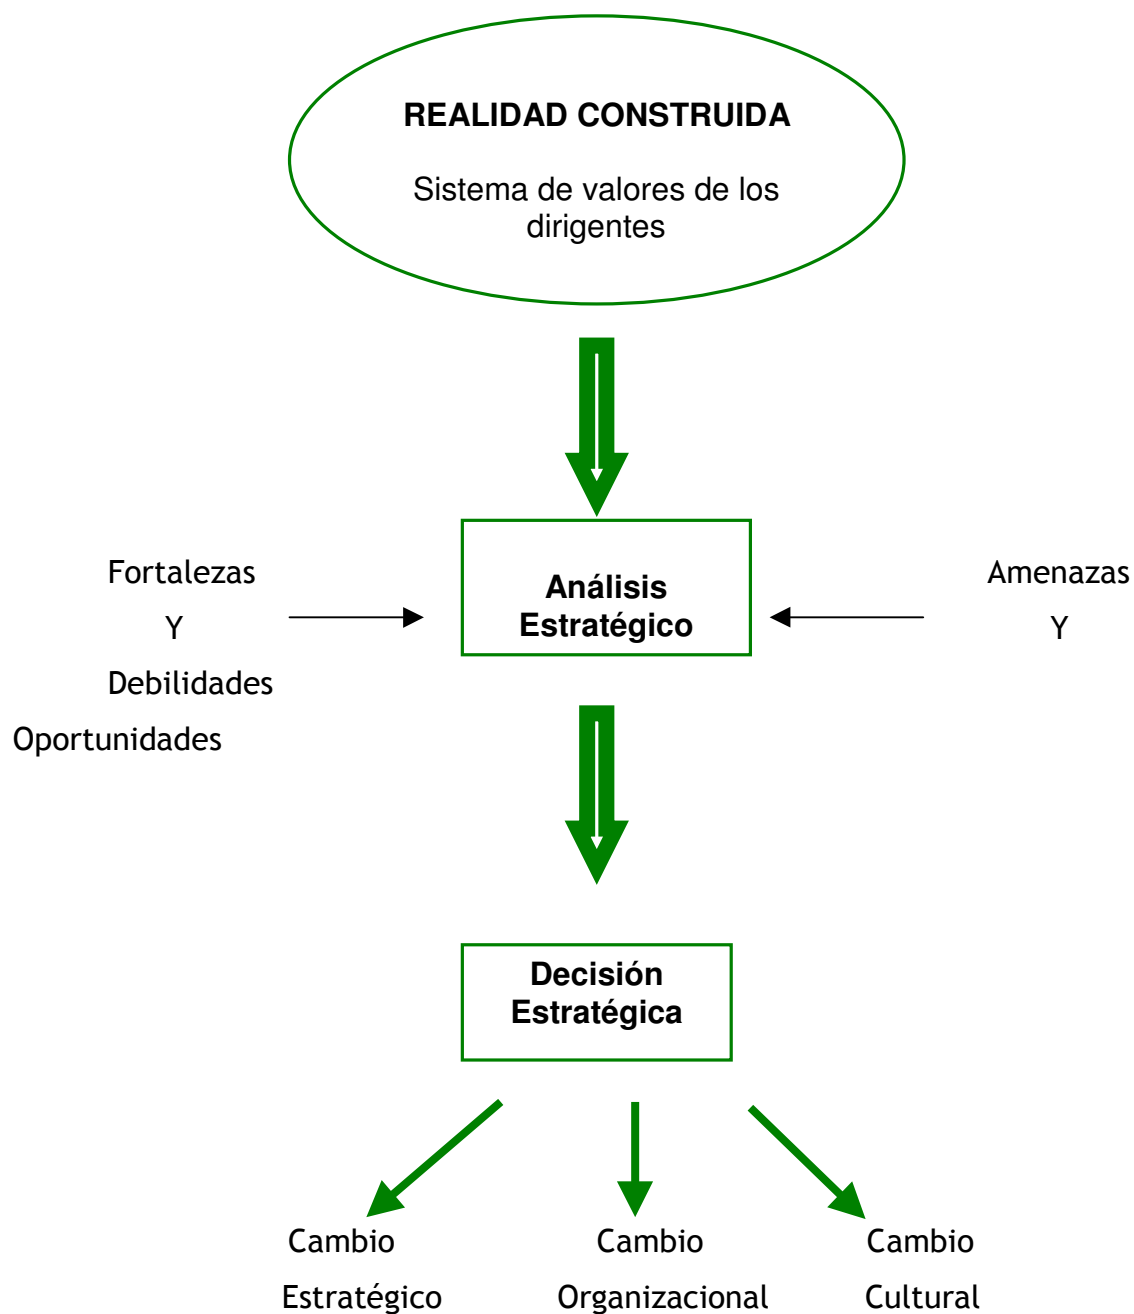 REALIDAD CONSTRUIDA
Sistema de valores de los
dirigentes
Fortalezas
Y
Debilidades
Oportunidades
Análisis
Estratégico
Amenazas
Y
Decisión
Estratégica
Cambio
Estratégico
Cambio
Organizacional
Cambio
Cultural